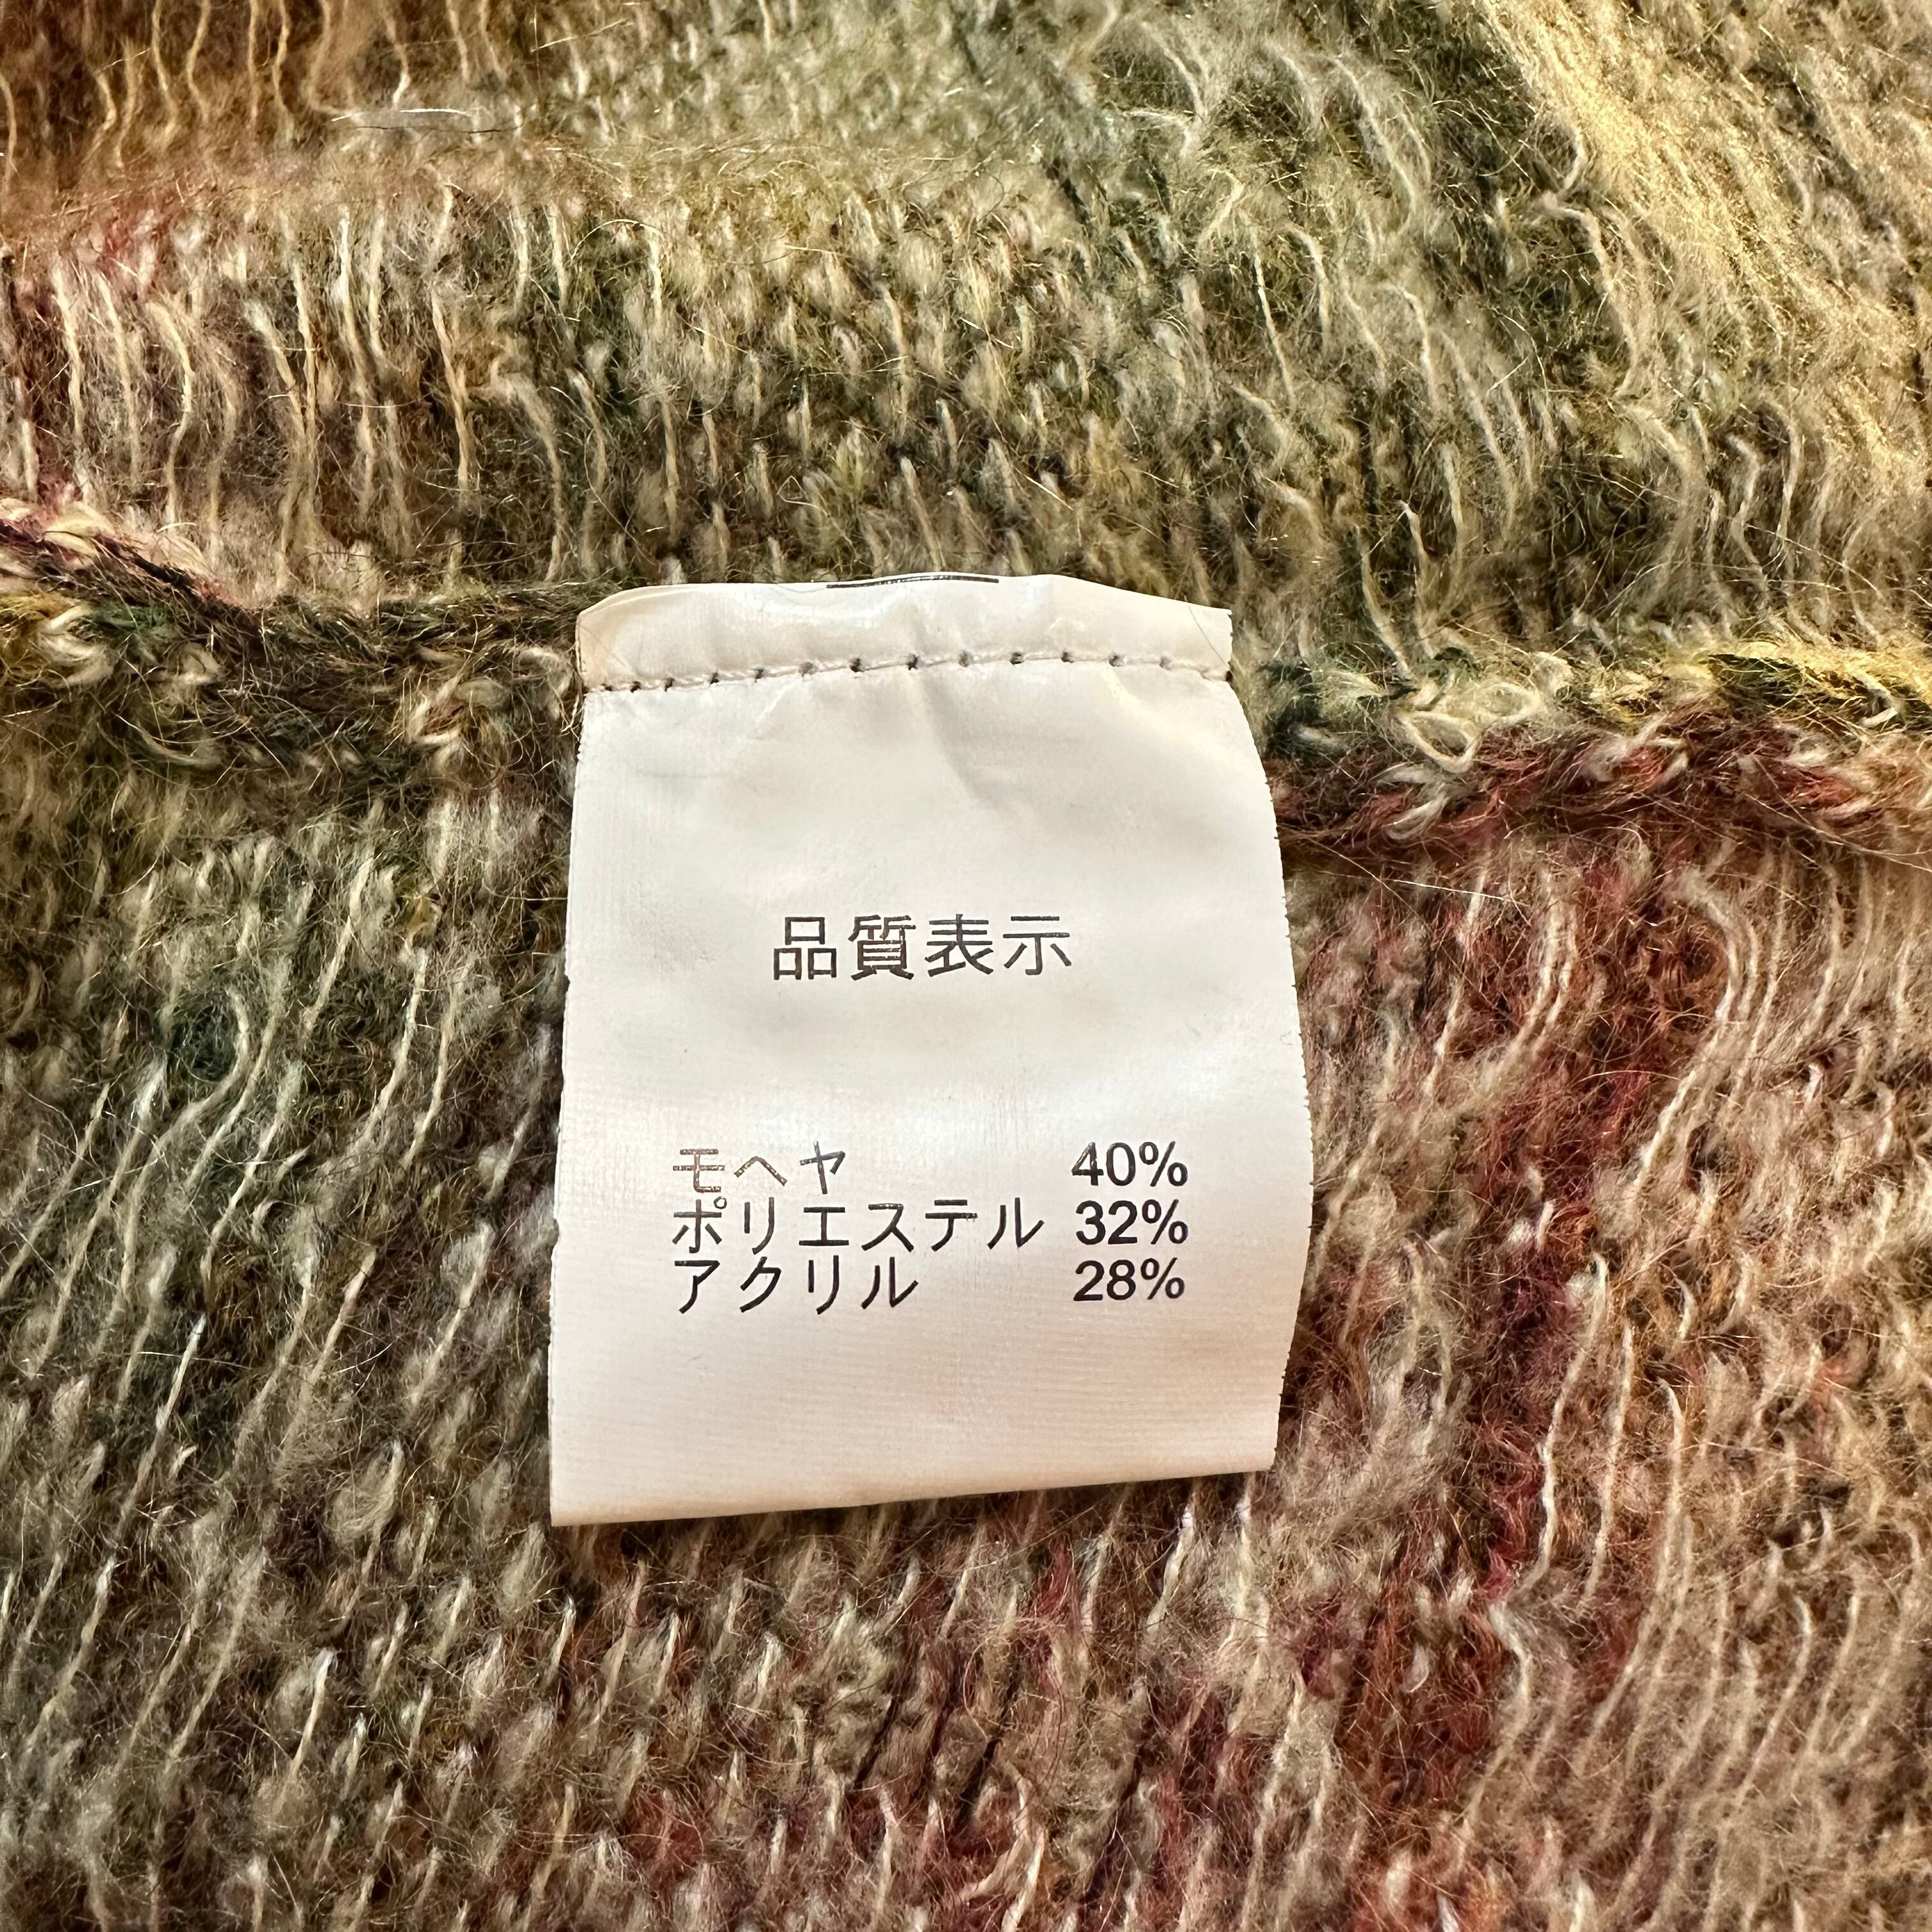 品質表示
モヘヤ 40%
ポリエステル 32%
アクリル 28%